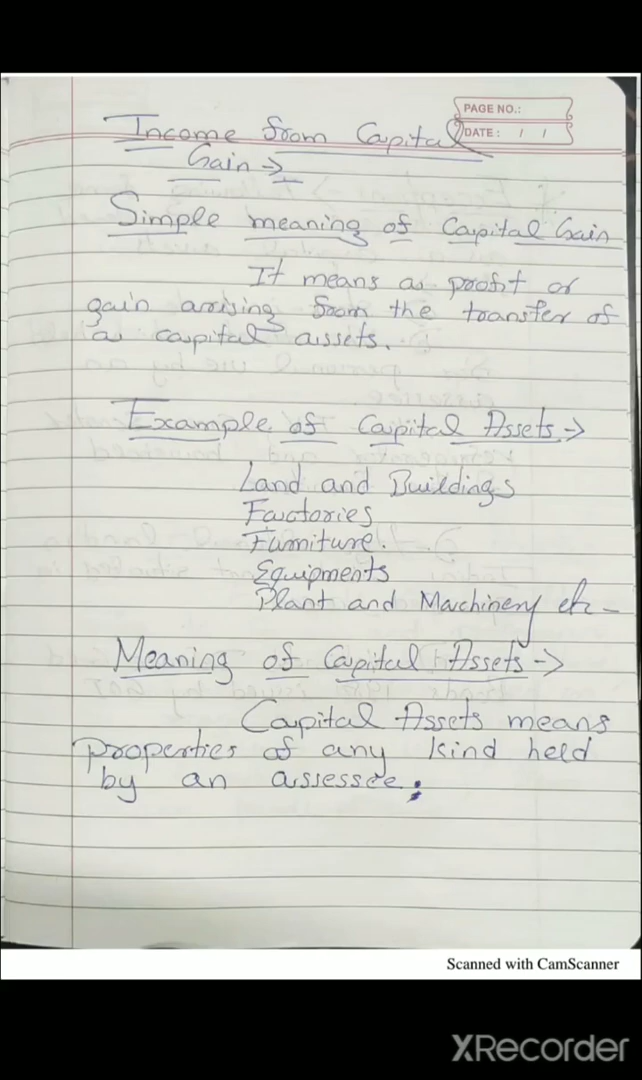 PAGE NO.:
DATE: / /
Income from Capital
Gain →
Simple meaning of Capital Gain
It means a profit or
gain arising from the transfer of
a capital assets.
Example of Capital Assets →
Land and Buildings
Factories
Furniture.
Equipments
Plant and Machinery etc -
Meaning of Capital Assets →
Capital Assets means
properties of any kind held
by an assessee;
Scanned with CamScanner
XRecorder